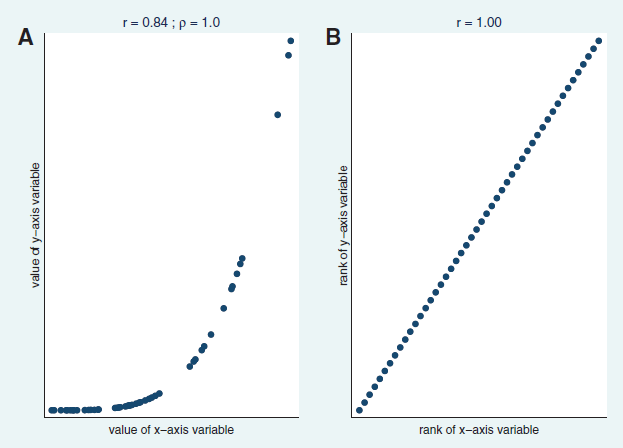 A
r = 0.84 ; ρ = 1.0
value of y−axis variable
value of x−axis variable
B
r = 1.00
rank of y−axis variable
rank of x−axis variable